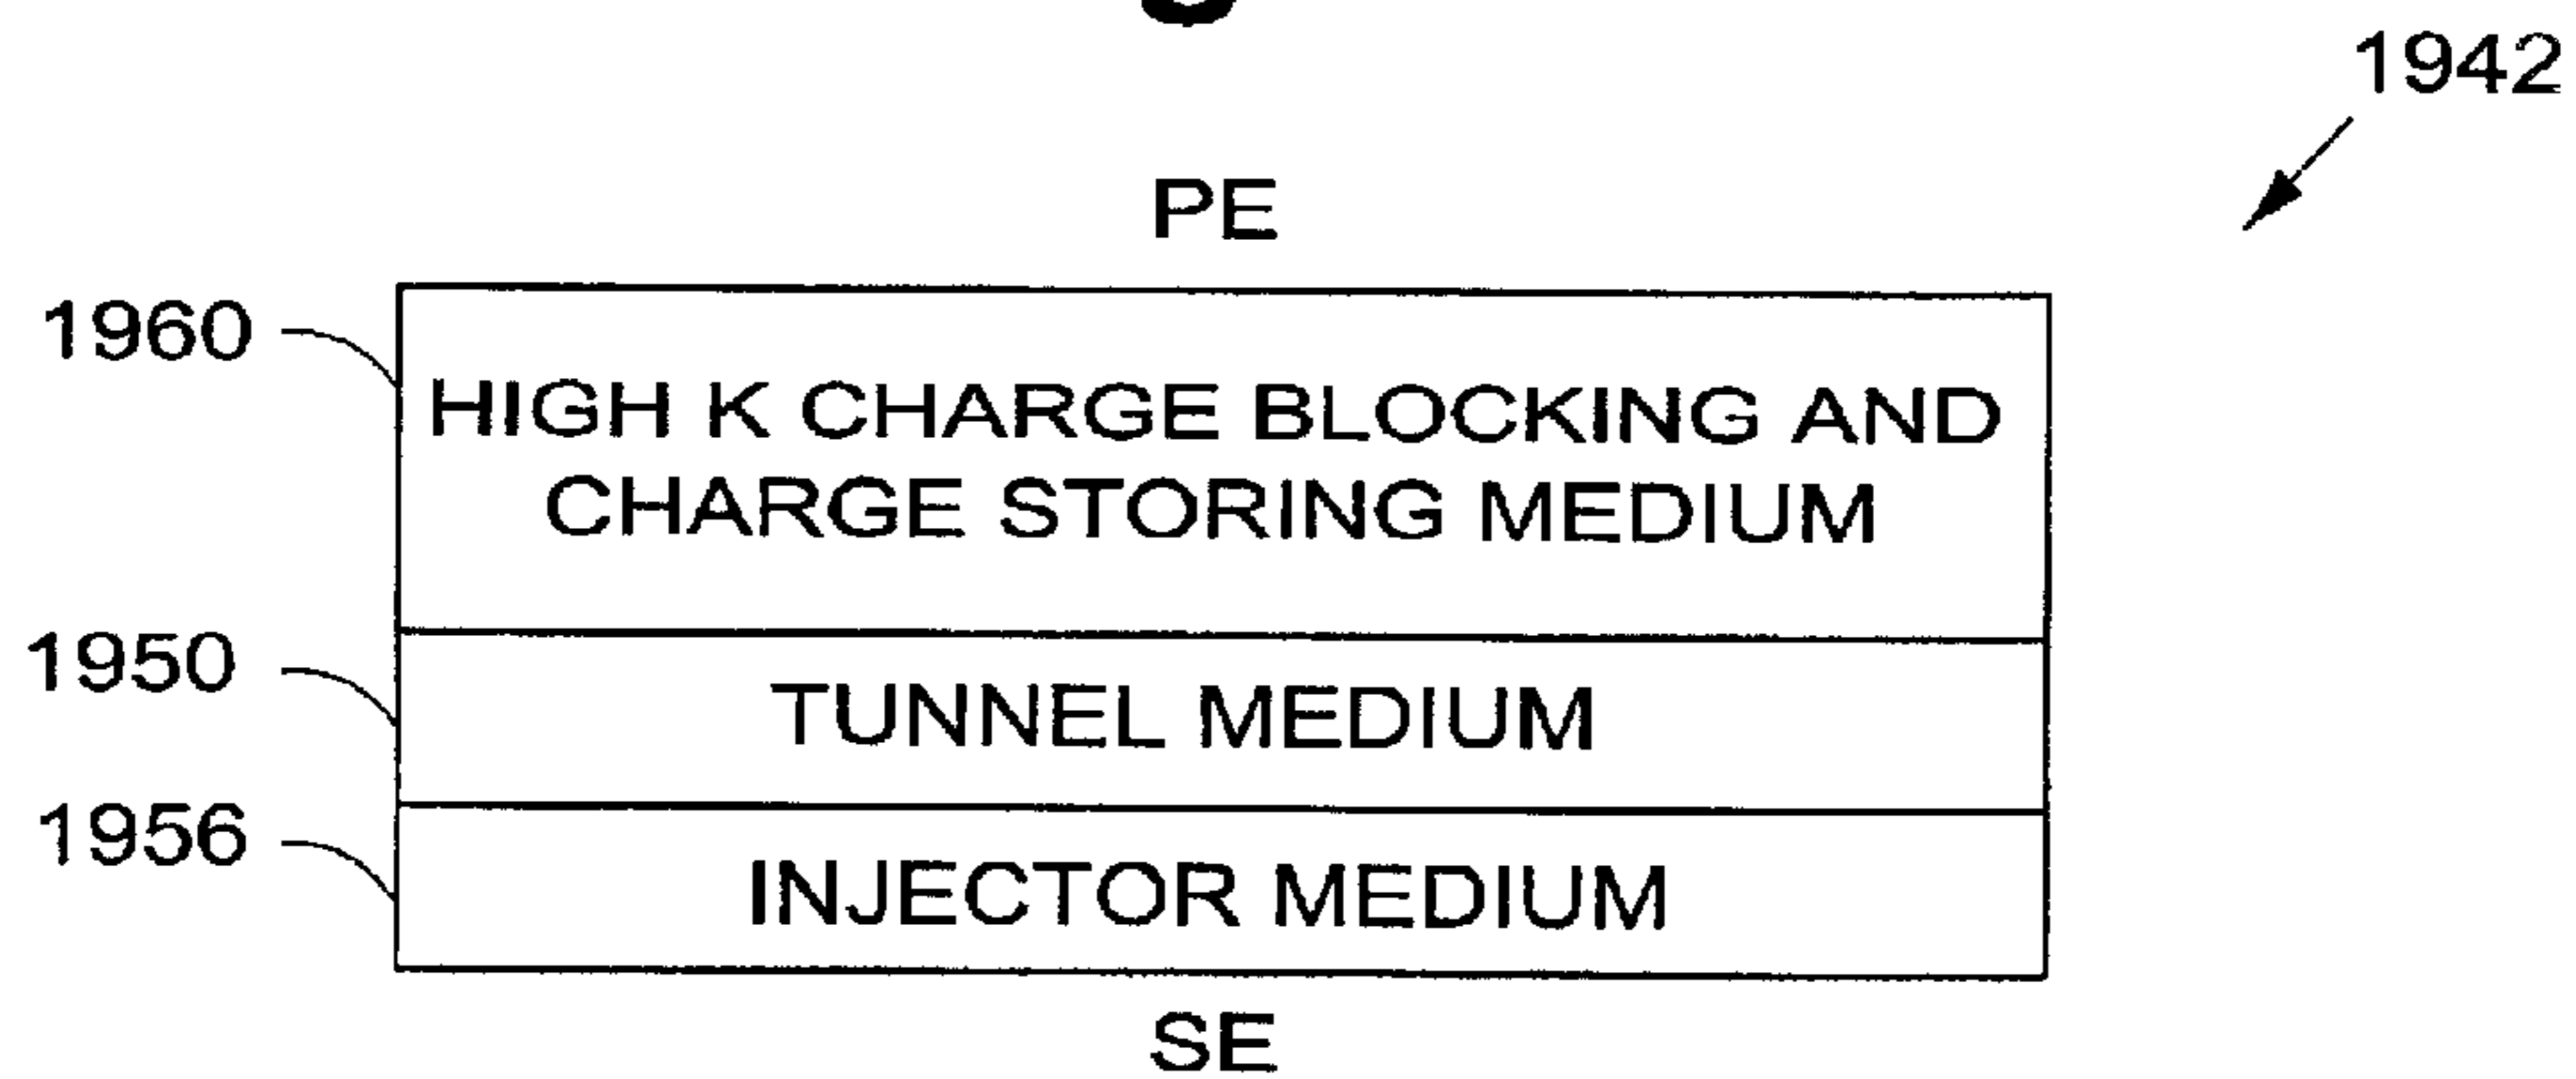 1942
PE
1960
HIGH K CHARGE BLOCKING AND
CHARGE STORING MEDIUM
1950
TUNNEL MEDIUM
1956
INJECTOR MEDIUM
SE